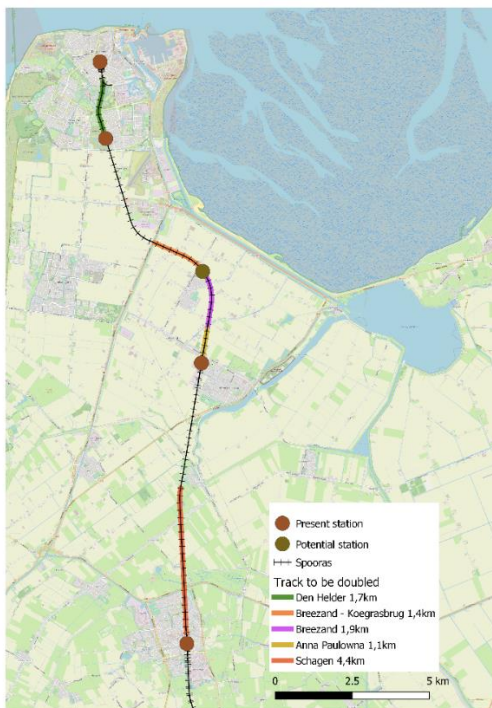 Present station
Potential station
Spooras
Track to be doubled
Den Helder 1,7km
Breezand - Koegrasbrug 1,4km
Breezand 1,9km
Anna Paulowna 1,1km
Schagen 4,4km
0 2.5 5 km